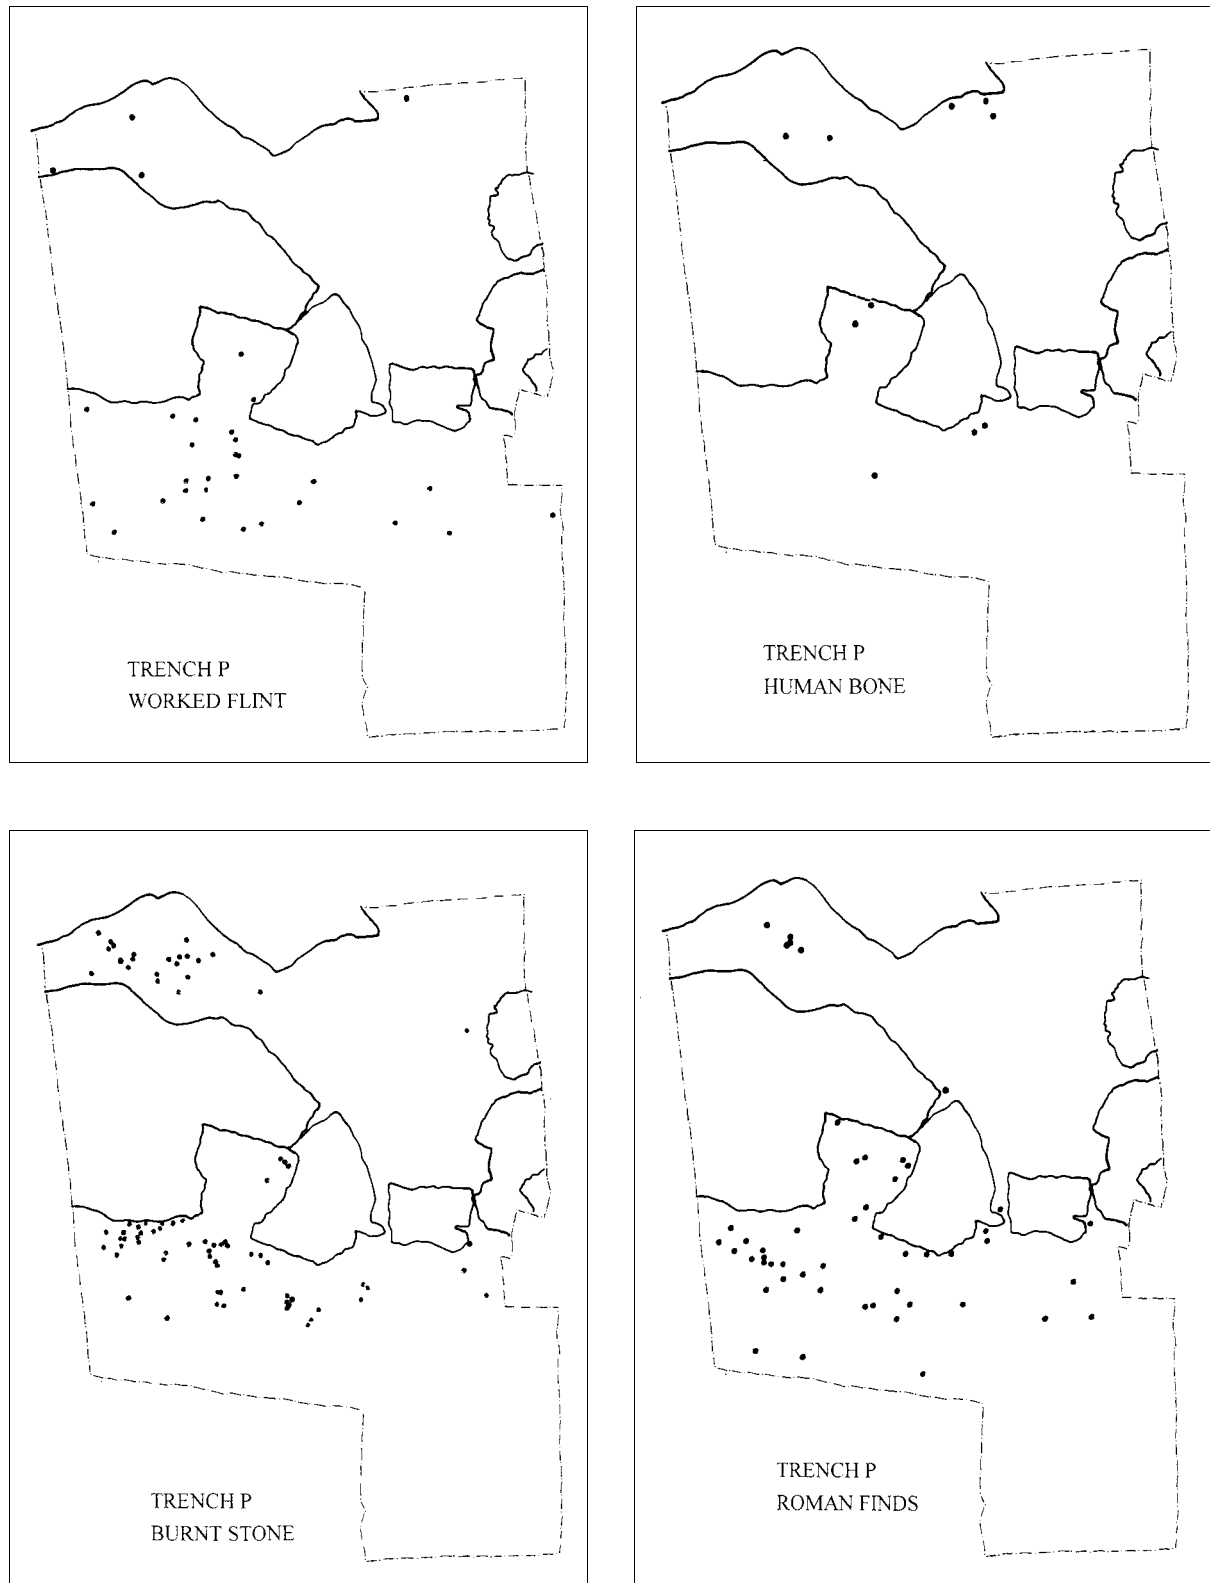 TRENCH P
WORKED FLINT
TRENCH P
HUMAN BONE
TRENCH P
BURNT STONE
TRENCH P
ROMAN FINDS